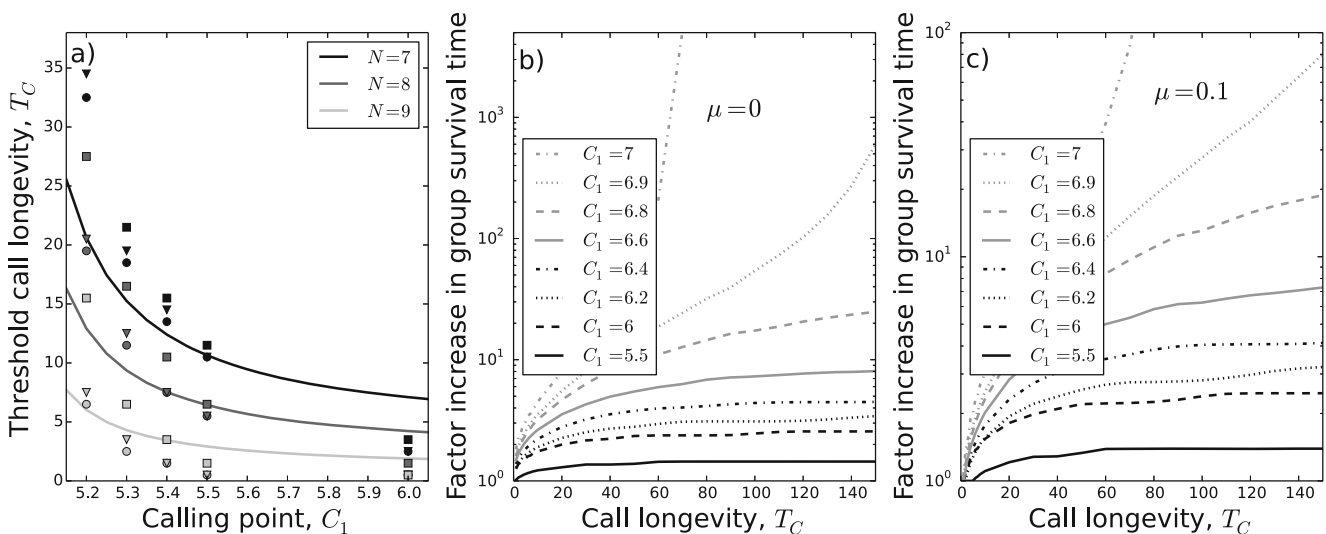 a)
N=7
N=8
N=9
Threshold call longevity, T_C
35
30
25
20
15
10
5
0
5.2 5.3 5.4 5.5 5.6 5.7 5.8 5.9 6.0
Calling point, C_1
b)
μ=0
C_1=7
C_1=6.9
C_1=6.8
C_1=6.6
C_1=6.4
C_1=6.2
C_1=6
C_1=5.5
Factor increase in group survival time
10^3
10^2
10^1
10^0
0 20 40 60 80 100 120 140
Call longevity, T_C
c)
μ=0.1
C_1=7
C_1=6.9
C_1=6.8
C_1=6.6
C_1=6.4
C_1=6.2
C_1=6
C_1=5.5
Factor increase in group survival time
10^2
10^1
10^0
0 20 40 60 80 100 120 140
Call longevity, T_C